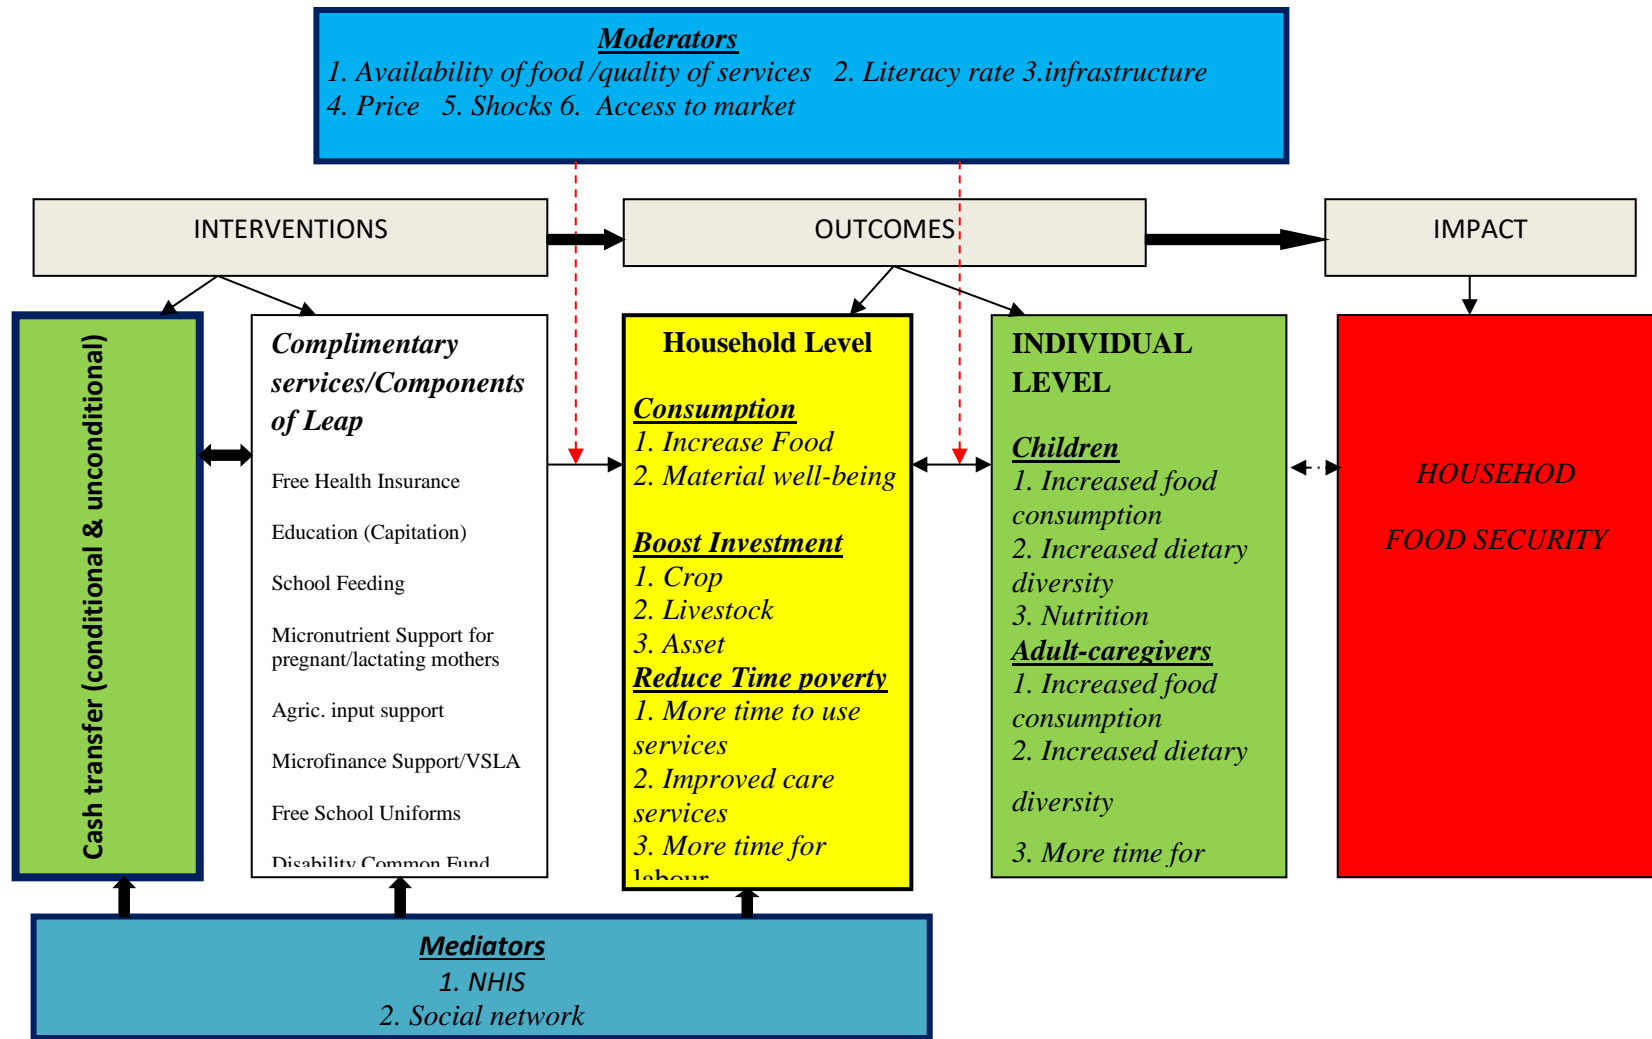 Moderators
1. Availability of food /quality of services 2. Literacy rate 3.infrastructure
4. Price 5. Shocks 6. Access to market
INTERVENTIONS
OUTCOMES
IMPACT
Cash transfer (conditional & unconditional)
Complimentary
services/Components
of Leap
Free Health Insurance
Education (Capitation)
School Feeding
Micronutrient Support for
pregnant/lactating mothers
Agric. input support
Microfinance Support/VSLA
Free School Uniforms
Disability Common Fund
Household Level
Consumption
1. Increase Food
2. Material well-being
Boost Investment
1. Crop
2. Livestock
3. Asset
Reduce Time poverty
1. More time to use
services
2. Improved care
services
3. More time for
labour
INDIVIDUAL
LEVEL
Children
1. Increased food
consumption
2. Increased dietary
diversity
3. Nutrition
Adult-caregivers
1. Increased food
consumption
2. Increased dietary
diversity
3. More time for
HOUSEHOD
FOOD SECURITY
Mediators
1. NHIS
2. Social network